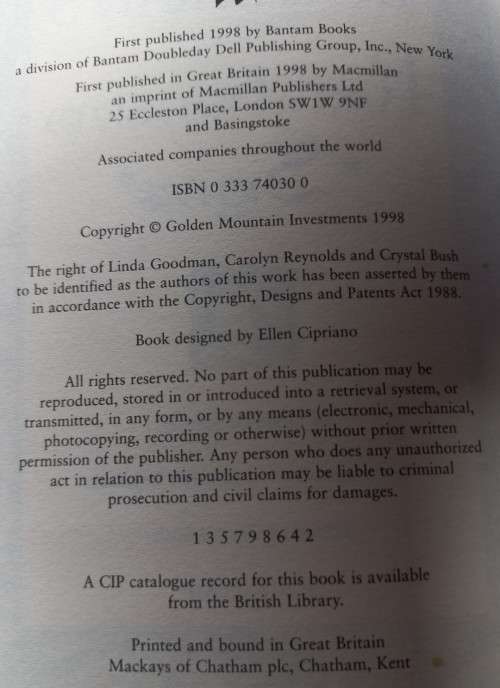 First published 1998 by Bantam Books
a division of Bantam Doubleday Dell Publishing Group, Inc., New York
First published in Great Britain 1998 by Macmillan
an imprint of Macmillan Publishers Ltd
25 Eccleston Place, London SW1W 9NF
and Basingstoke
Associated companies throughout the world
ISBN 0 333 74030 0
Copyright © Golden Mountain Investments 1998
The right of Linda Goodman, Carolyn Reynolds and Crystal Bush
to be identified as the authors of this work has been asserted by them
in accordance with the Copyright, Designs and Patents Act 1988.
Book designed by Ellen Cipriano
All rights reserved. No part of this publication may be
reproduced, stored in or introduced into a retrieval system, or
transmitted, in any form, or by any means (electronic, mechanical,
photocopying, recording or otherwise) without prior written
permission of the publisher. Any person who does any unauthorized
act in relation to this publication may be liable to criminal
prosecution and civil claims for damages.
1 3 5 7 9 8 6 4 2
A CIP catalogue record for this book is available
from the British Library.
Printed and bound in Great Britain
Mackays of Chatham plc, Chatham, Kent